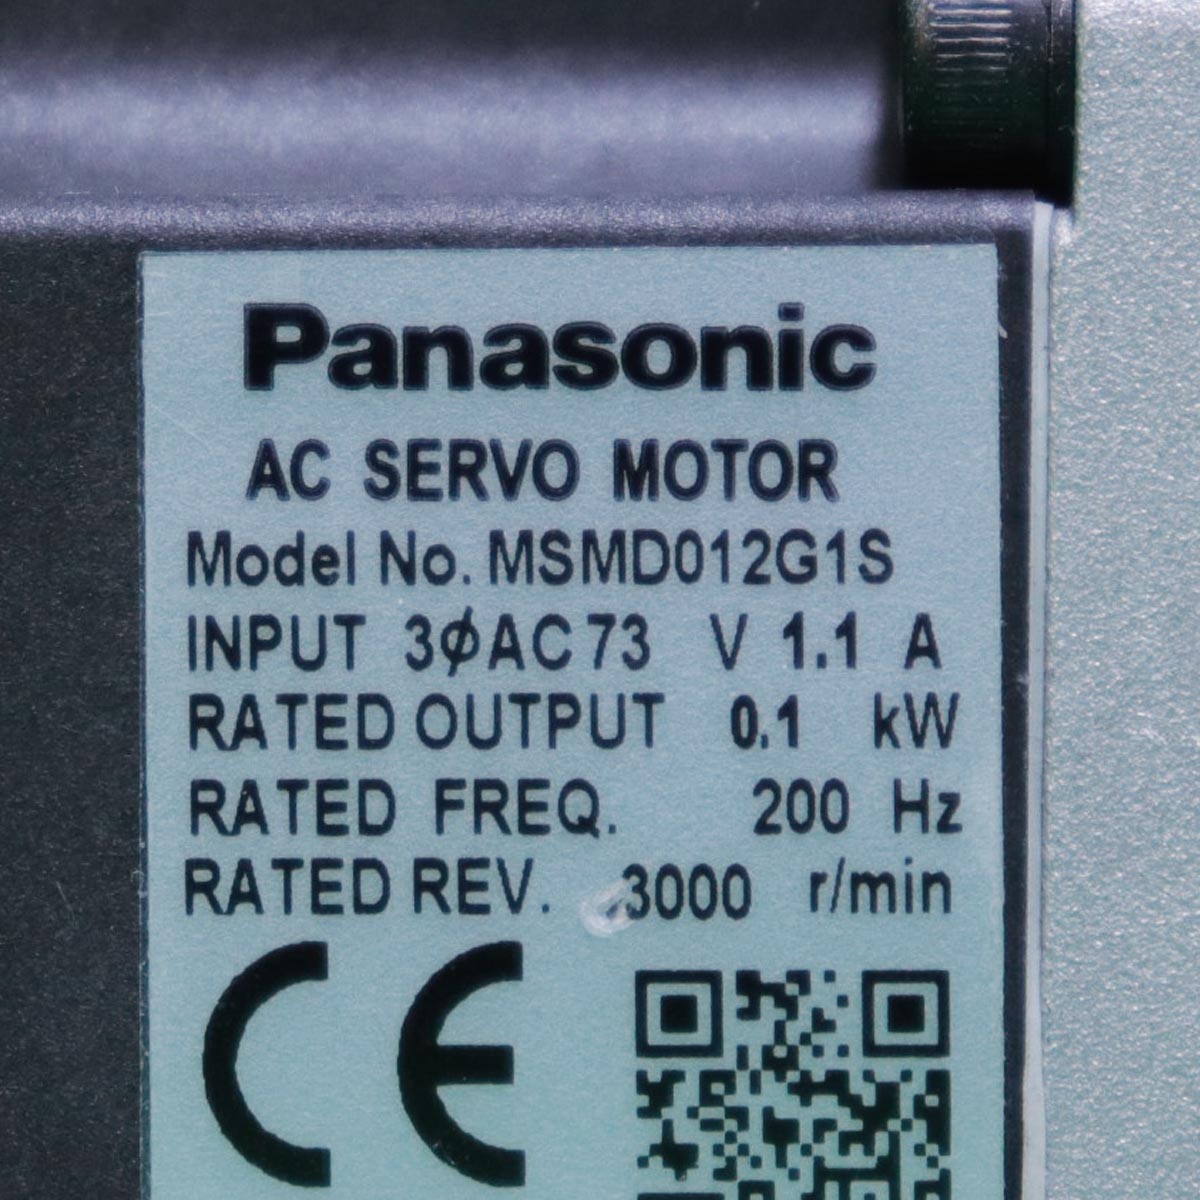 Panasonic
AC SERVO MOTOR
Model No. MSMD012G1S
INPUT 3ϕAC73 V 1.1 A
RATED OUTPUT 0.1 kW
RATED FREQ. 200 Hz
RATED REV. 3000 r/min
CE